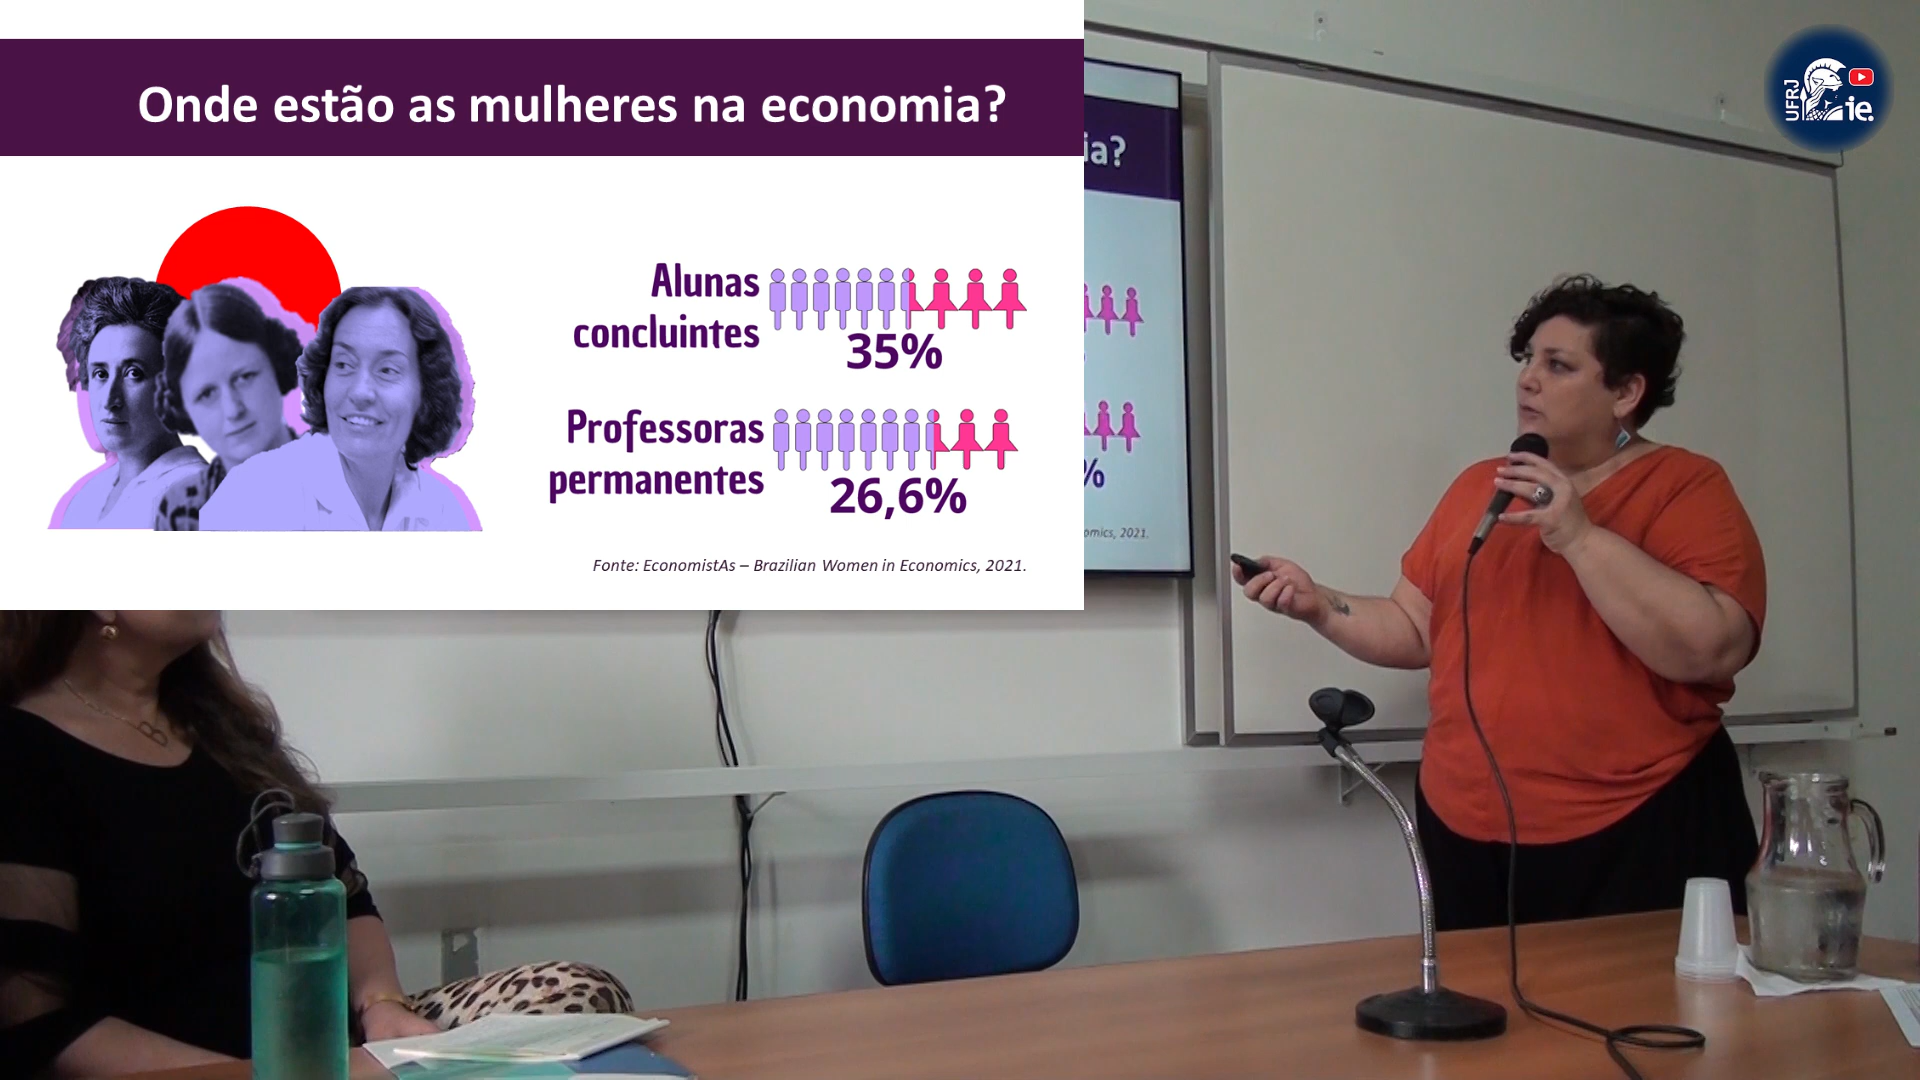 Onde estão as mulheres na economia?
Alunas
concluintes
35%
Professoras
permanentes
26,6%
Fonte: EconomistAs – Brazilian Women in Economics, 2021.
ia?
%
omics, 2021.
UFRJ
ie.